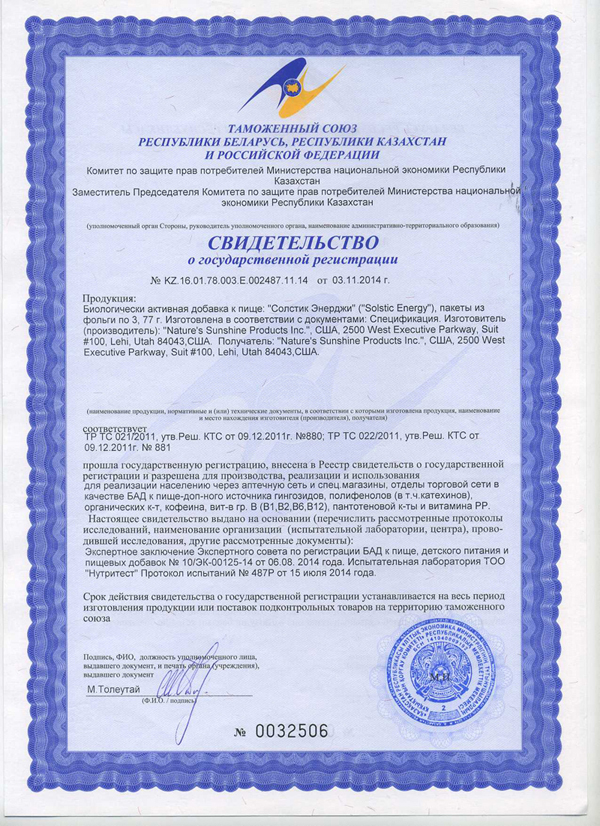 ТАМОЖЕННЫЙ СОЮЗ
РЕСПУБЛИКИ БЕЛАРУСЬ, РЕСПУБЛИКИ КАЗАХСТАН
И РОССИЙСКОЙ ФЕДЕРАЦИИ
Комитет по защите прав потребителей Министерства национальной экономики Республики
Казахстан
Заместитель Председателя Комитета по защите прав потребителей Министерства национальной
экономики Республики Казахстан
(уполномоченный орган Стороны, руководитель уполномоченного органа, наименование административно-территориального образования)
СВИДЕТЕЛЬСТВО
о государственной регистрации
№ KZ.16.01.78.003.E.002487.11.14 от 03.11.2014 г.
Продукция:
Биологически активная добавка к пище: "Солстик Энерджи" ("Solstic Energy"), пакеты из
фольги по 3, 77 г. Изготовлена в соответствии с документами: Спецификация. Изготовитель
(производитель): "Nature's Sunshine Products Inc.", США, 2500 West Executive Parkway, Suit
#100, Lehi, Utah 84043,США. Получатель: "Nature's Sunshine Products Inc.", США, 2500 West
Executive Parkway, Suit #100, Lehi, Utah 84043,США.
(наименование продукции, нормативные и (или) технические документы, в соответствии с которыми изготовлена продукция, наименование
и место нахождения изготовителя (производителя), получателя)
соответствует
ТР ТС 021/2011, утв.Реш. КТС от 09.12.2011г. №880; ТР ТС 022/2011, утв.Реш. КТС от
09.12.2011г. № 881
прошла государственную регистрацию, внесена в Реестр свидетельств о государственной
регистрации и разрешена для производства, реализации и использования
для реализации населению через аптечную сеть и спец.магазины, отделы торговой сети в
качестве БАД к пище-доп-ного источника гингозидов, полифенолов (в т.ч.катехинов),
органических к-т, кофеина, вит-в гр. В (В1,В2,В6,В12), пантотеновой к-ты и витамина РР.
Настоящее свидетельство выдано на основании (перечислить рассмотренные протоколы
исследований, наименование организации (испытательной лаборатории, центра), прово-
дившей исследования, другие рассмотренные документы):
Экспертное заключение Экспертного совета по регистрации БАД к пище, детского питания и
пищевых добавок № 10/ЭК-00125-14 от 06.08. 2014 года. Испытательная лаборатория ТОО
"Нутритест" Протокол испытаний № 487Р от 15 июля 2014 года.
Срок действия свидетельства о государственной регистрации устанавливается на весь период
изготовления продукции или поставок подконтрольных товаров на территорию таможенного
союза
Подпись, ФИО, должность уполномоченного лица,
выдавшего документ, и печать органа (учреждения),
выдавшего документ
М.Толеутай
(Ф.И.О. / подпись)
М.П.
2
№ 0032506